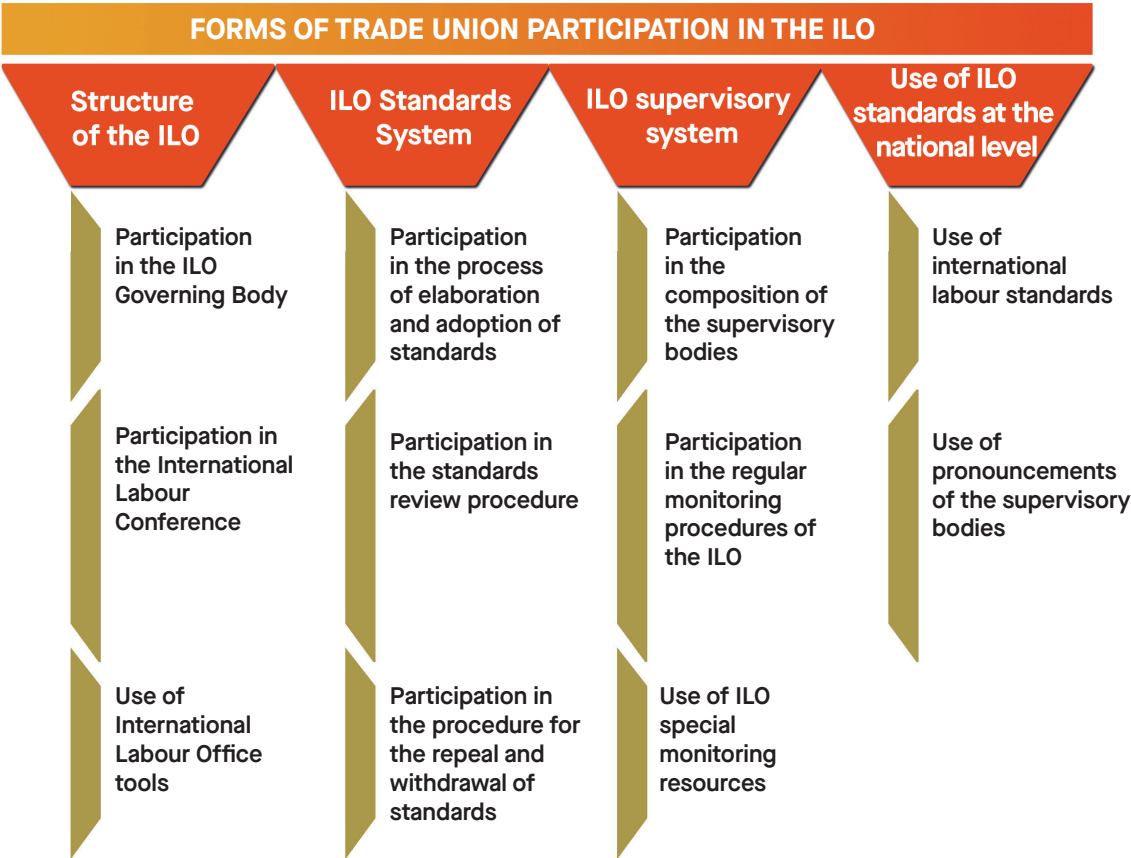 FORMS OF TRADE UNION PARTICIPATION IN THE ILO
Structure
of the ILO
Participation
in the ILO
Governing Body
Participation in
the International
Labour
Conference
Use of
International
Labour Office
tools
ILO Standards
System
Participation
in the process
of elaboration
and adoption of
standards
Participation in
the standards
review procedure
Participation in
the procedure for
the repeal and
withdrawal of
standards
ILO supervisory
system
Participation
in the
composition of
the supervisory
bodies
Participation
in the regular
monitoring
procedures of
the ILO
Use of ILO
special
monitoring
resources
Use of ILO
standards at the
national level
Use of
international
labour standards
Use of
pronouncements
of the supervisory
bodies